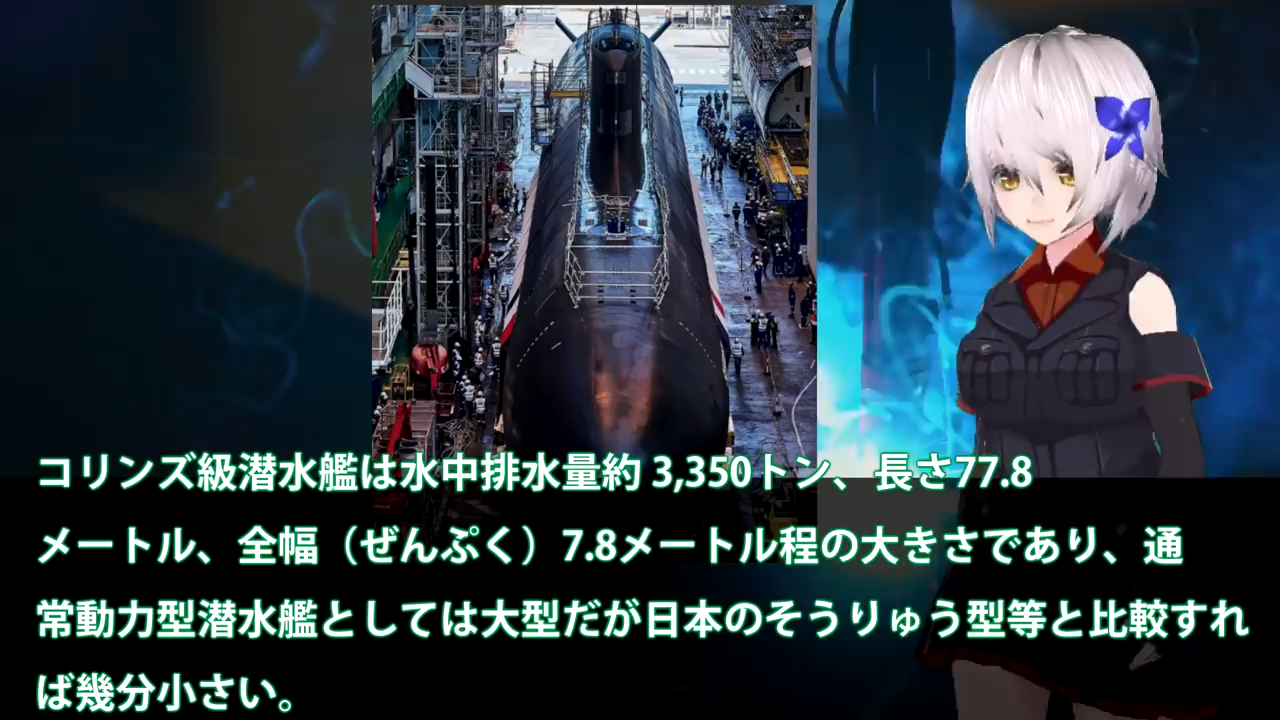 コリンズ級潜水艦は水中排水量約 3,350トン、長さ77.8
メートル、全幅（ぜんぷく）7.8メートル程の大きさであり、通
常動力型潜水艦としては大型だが日本のそうりゅう型等と比較すれ
ば幾分小さい。